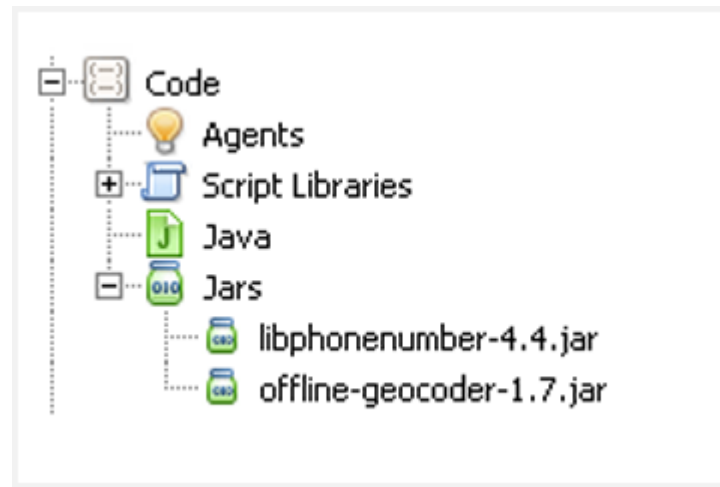 Code
Agents
Script Libraries
Java
Jars
libphonenumber-4.4.jar
offline-geocoder-1.7.jar